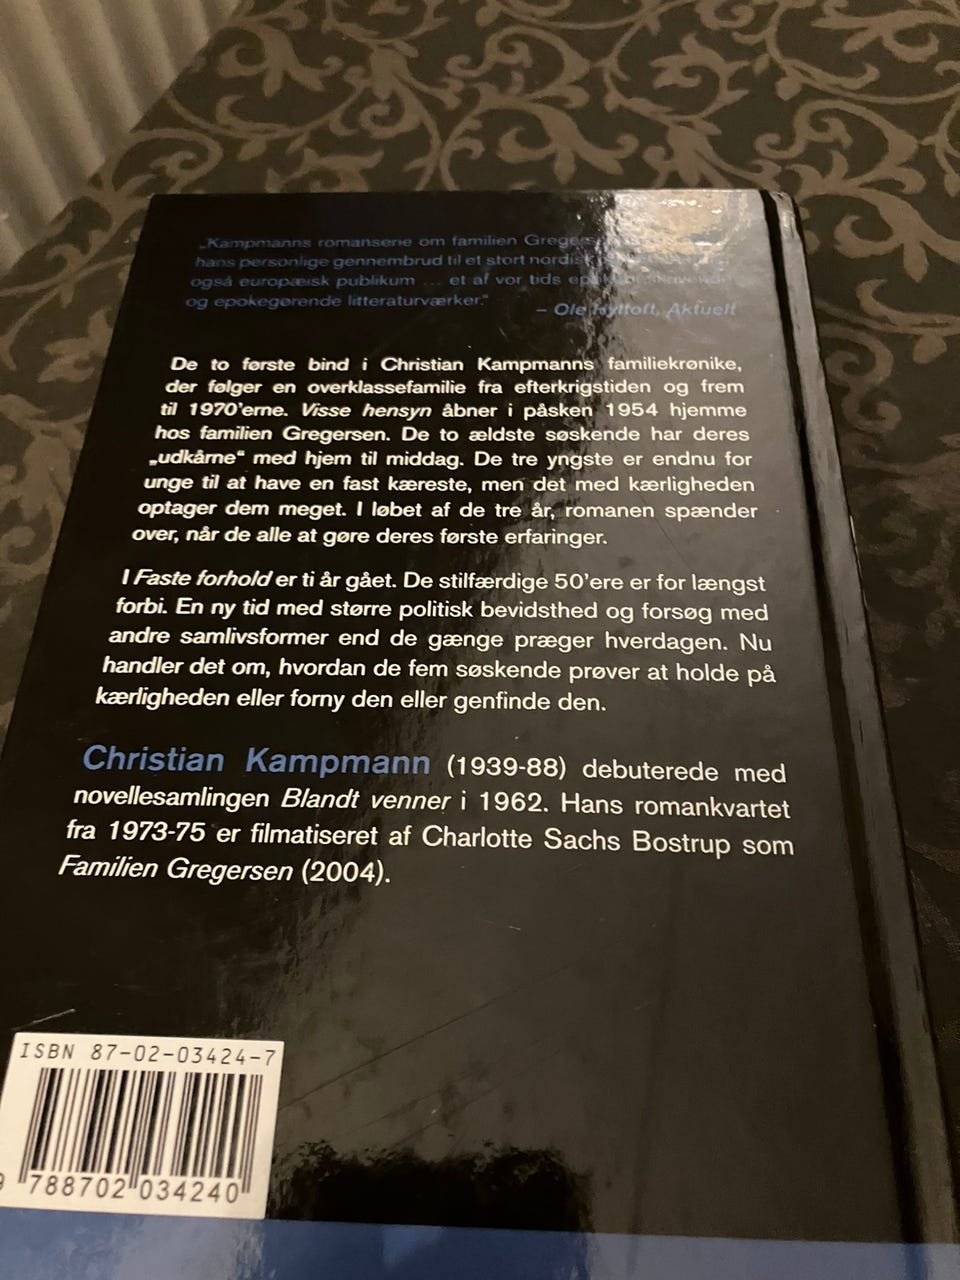 „Kampmanns romanserie om familien
hans personlige gennembrud til et stort
også europæisk publikum ... et af vor tids
og epokegørende litteraturværker."
– Ole Hyltoft, Aktuelt
De to første bind i Christian Kampmanns familiekrønike,
der følger en overklassefamilie fra efterkrigstiden og frem
til 1970'erne. Visse hensyn åbner i påsken 1954 hjemme
hos familien Gregersen. De to ældste søskende har deres
„udkårne" med hjem til middag. De tre yngste er endnu for
unge til at have en fast kæreste, men det med kærligheden
optager dem meget. I løbet af de tre år, romanen spænder
over, når de alle at gøre deres første erfaringer.
I Faste forhold er ti år gået. De stilfærdige 50'ere er for længst
forbi. En ny tid med større politisk bevidsthed og forsøg med
andre samlivsformer end de gænge præger hverdagen. Nu
handler det om, hvordan de fem søskende prøver at holde på
kærligheden eller forny den eller genfinde den.
Christian Kampmann (1939-88) debuterede med
novellesamlingen Blandt venner i 1962. Hans romankvartet
fra 1973-75 er filmatiseret af Charlotte Sachs Bostrup som
Familien Gregersen (2004).
ISBN 87-02-03424-7
9 788702 034240